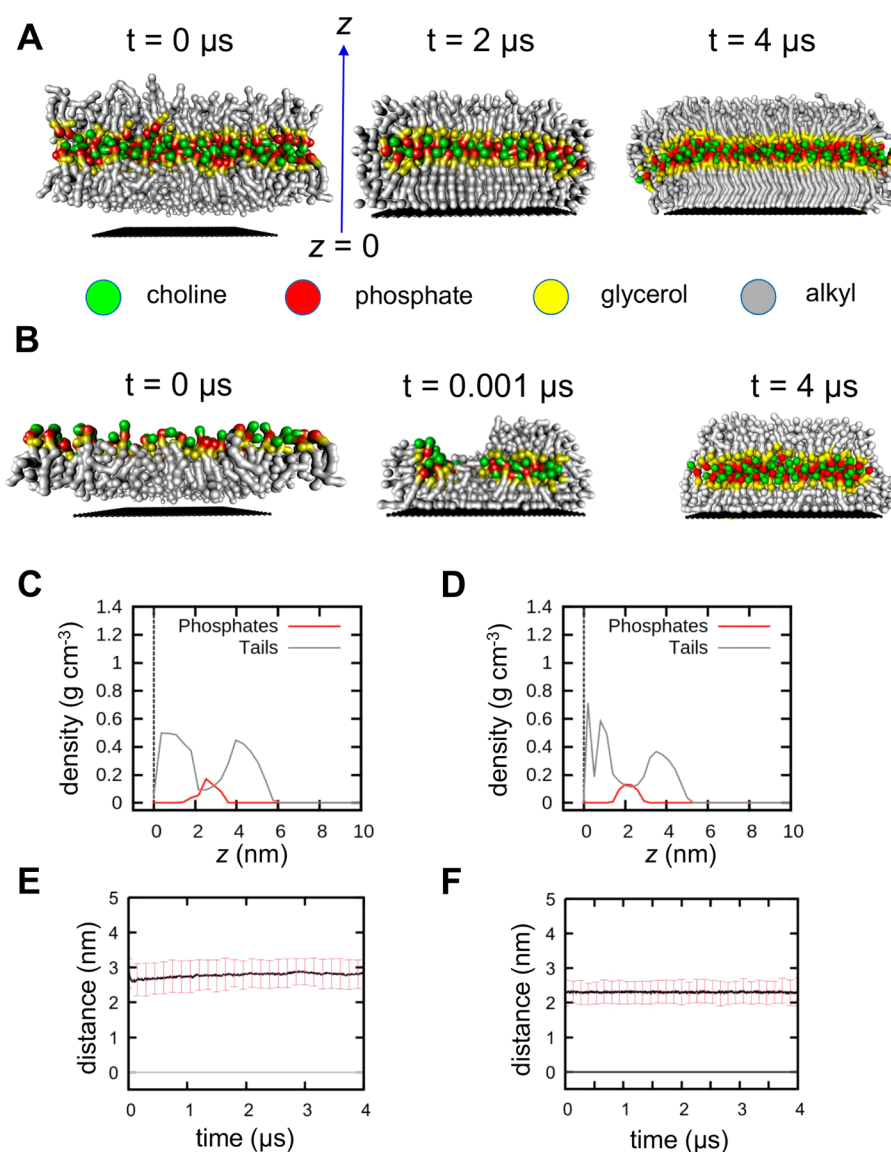 A
t = 0 µs
z
t = 2 µs
t = 4 µs
z = 0
choline
phosphate
glycerol
alkyl
B
t = 0 µs
t = 0.001 µs
t = 4 µs
C
D
1.4
1.2
1
0.8
0.6
0.4
0.2
0
density (g cm-3)
Phosphates
Tails
0 2 4 6 8 10
z (nm)
1.4
1.2
1
0.8
0.6
0.4
0.2
0
density (g cm-3)
Phosphates
Tails
0 2 4 6 8 10
z (nm)
E
F
5
4
3
2
1
0
distance (nm)
0 1 2 3 4
time (µs)
5
4
3
2
1
0
distance (nm)
0 1 2 3 4
time (µs)